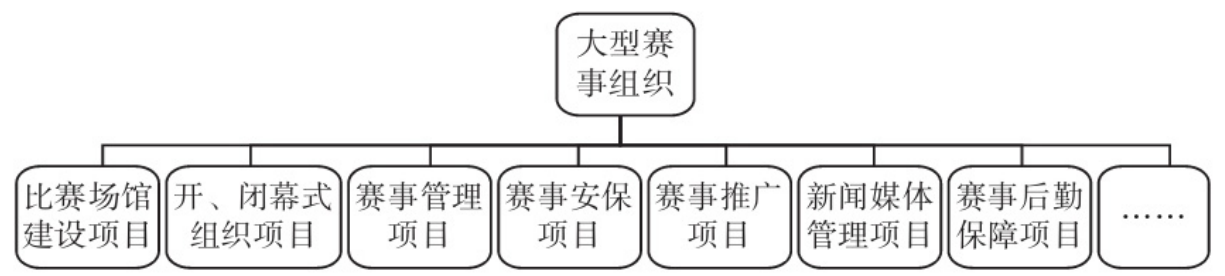 大型赛
事组织
比赛场馆
建设项目
开、闭幕式
组织项目
赛事管理
项目
赛事安保
项目
赛事推广
项目
新闻媒体
管理项目
赛事后勤
保障项目
……